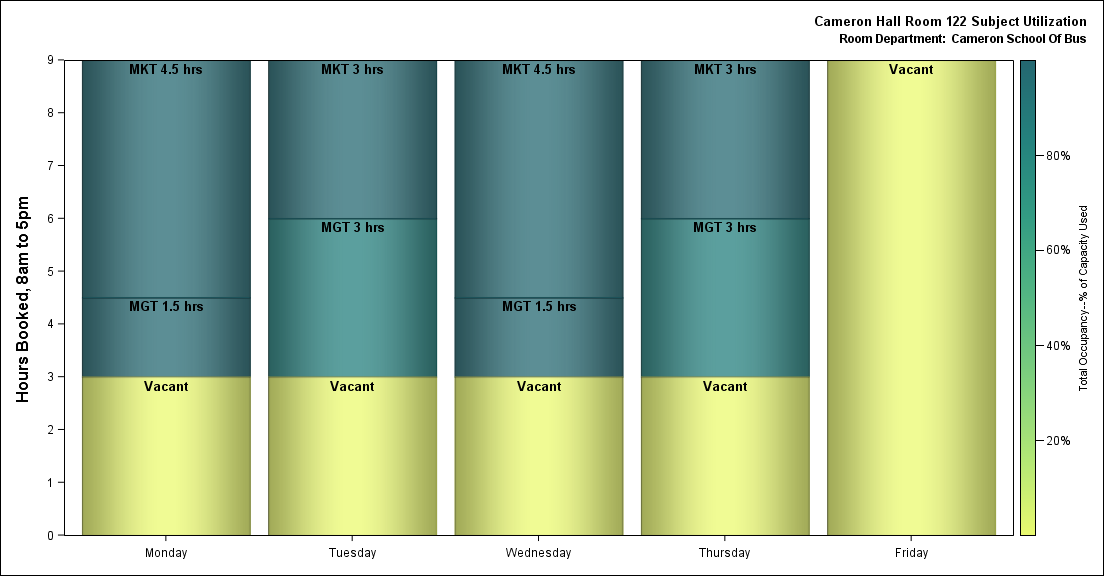 Cameron Hall Room 122 Subject Utilization
Room Department: Cameron School Of Bus
Hours Booked, 8am to 5pm
9
8
7
6
5
4
3
2
1
0
MKT 4.5 hrs
MGT 1.5 hrs
Vacant
MKT 3 hrs
MGT 3 hrs
Vacant
MKT 4.5 hrs
MGT 1.5 hrs
Vacant
MKT 3 hrs
MGT 3 hrs
Vacant
Vacant
Monday
Tuesday
Wednesday
Thursday
Friday
80%
60%
40%
20%
Total Occupancy--% of Capacity Used